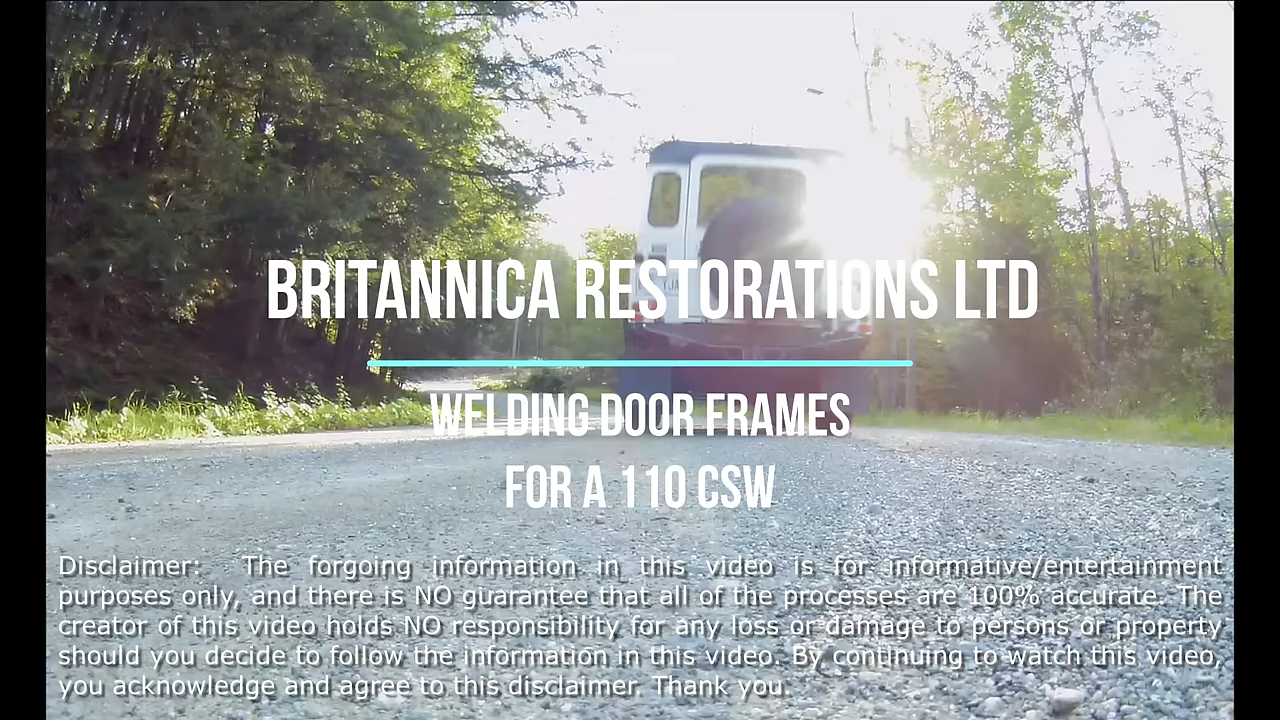 BRITANNICA RESTORATIONS LTD
WELDING DOOR FRAMES
FOR A 110 CSW
Disclaimer: The forgoing information in this video is for informative/entertainment
purposes only, and there is NO guarantee that all of the processes are 100% accurate. The
creator of this video holds NO responsibility for any loss or damage to persons or property
should you decide to follow the information in this video. By continuing to watch this video,
you acknowledge and agree to this disclaimer. Thank you.